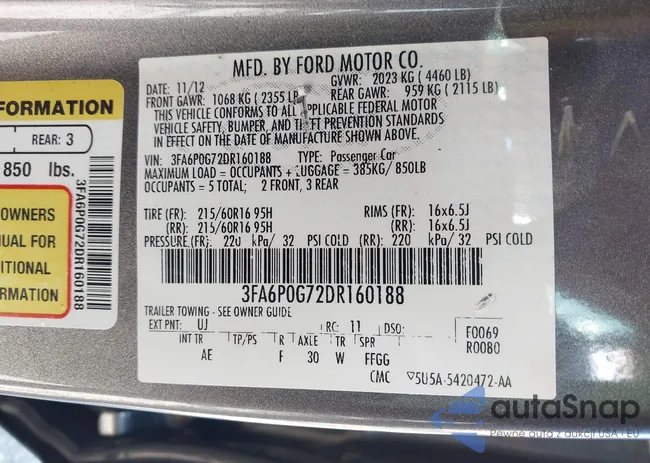 FORMATION
REAR: 3
850 lbs.
OWNERS
UAL FOR
ITIONAL
RMATION
3FA6P0G72DR160188
MFD. BY FORD MOTOR CO.
DATE: 11/12 GVWR: 2023 KG ( 4460 LB)
FRONT GAWR: 1068 KG ( 2355 LB REAR GAWR: 959 KG ( 2115 LB)
THIS VEHICLE CONFORMS TO ALL APPLICABLE FEDERAL MOTOR
VEHICLE SAFETY, BUMPER, AND THEFT PREVENTION STANDARDS
IN EFFECT ON THE DATE OF MANUFACTURE SHOWN ABOVE.
VIN: 3FA6P0G72DR160188 TYPE: Passenger Car
MAXIMUM LOAD = OCCUPANTS + LUGGAGE = 385KG/ 850LB
OCCUPANTS = 5 TOTAL; 2 FRONT, 3 REAR
TIRE (FR): 215/60R16 95H RIMS (FR): 16x6.5J
(RR): 215/60R16 95H (RR): 16x6.5J
PRESSURE(FR): 220 kPa/ 32 PSI COLD (RR): 220 kPa/ 32 PSI COLD
3FA6P0G72DR160188
TRAILER TOWING - SEE OWNER GUIDE
EXT PNT: UJ RC: 11 DSO: F0069
R0080
INT TR TP/PS R AXLE TR SPR
AE F 30 W FFGG
CMC ▽5U5A-5420472-AA
autoSnap
Pewne auto z aukcji USA i EU